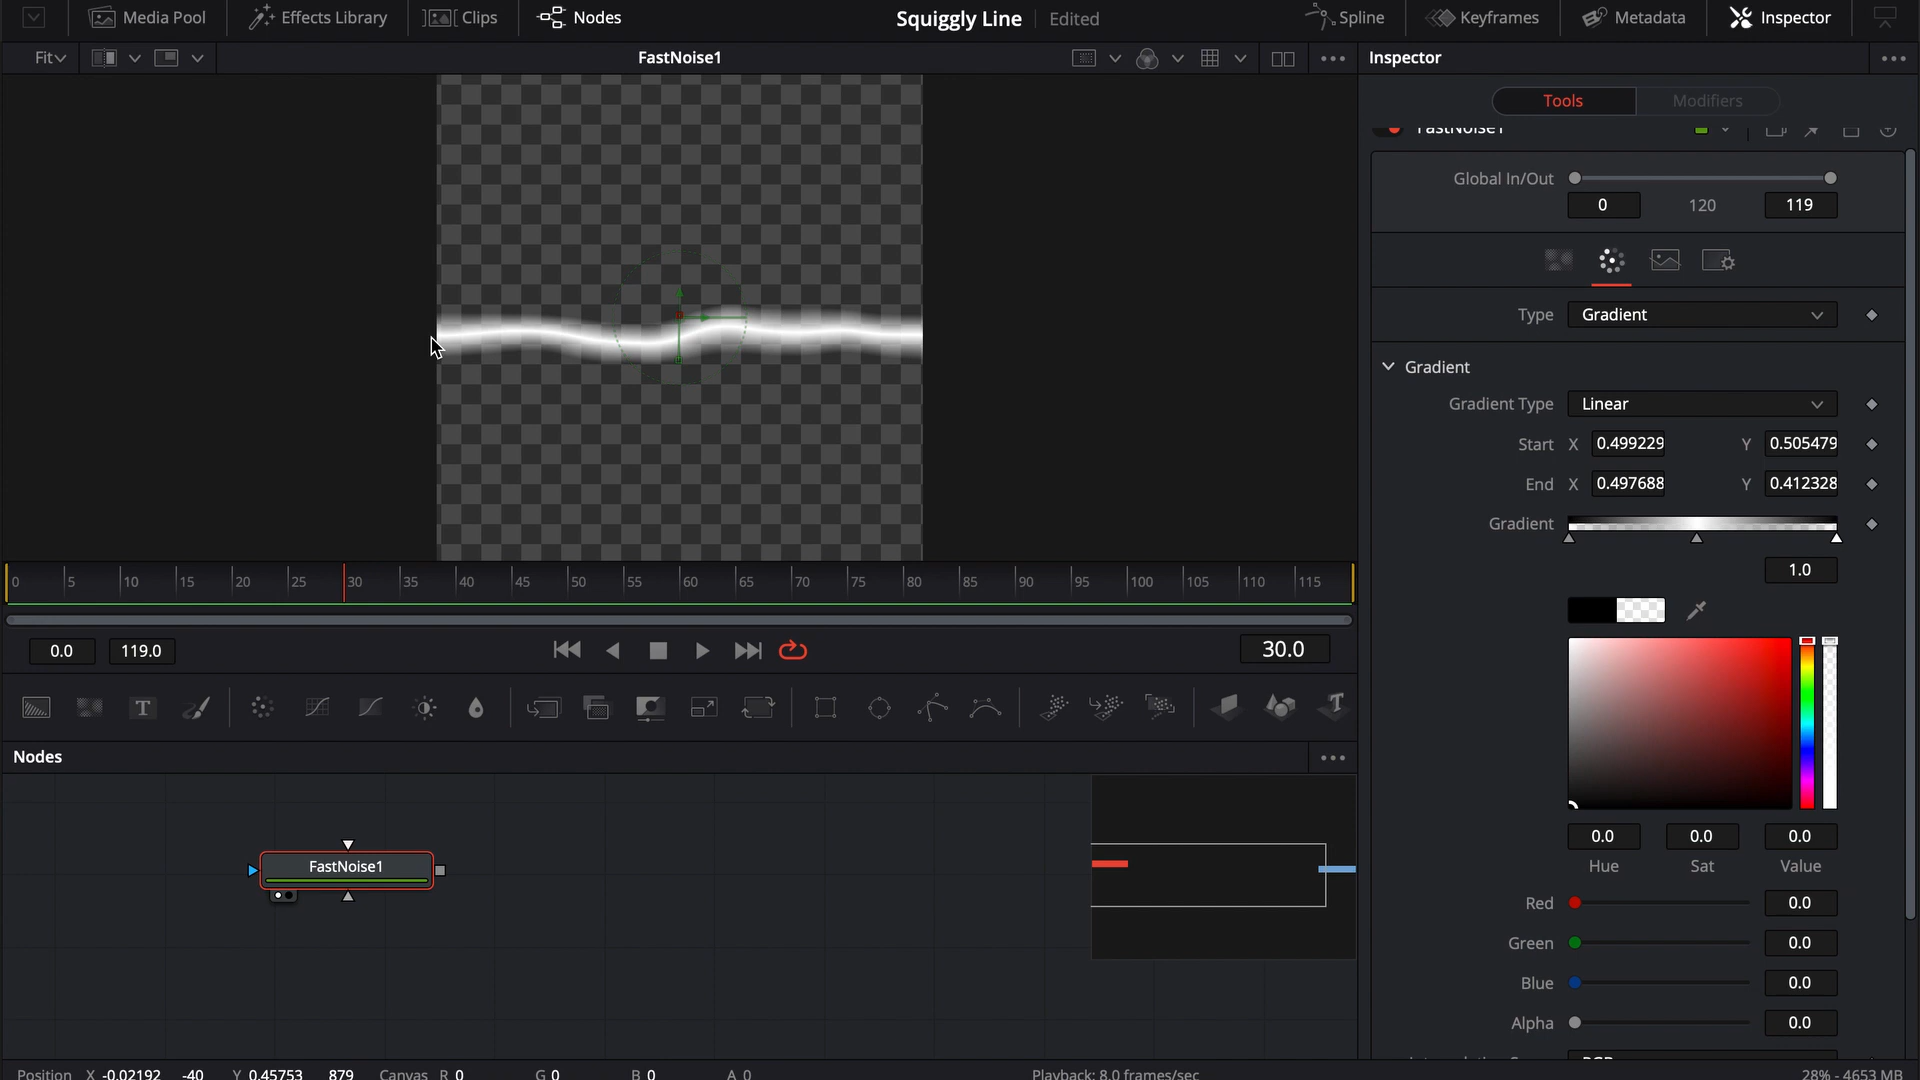 Media Pool Effects Library Clips Nodes Squiggly Line Edited Spline Keyframes Metadata Inspector
Fit FastNoise1 Inspector
Tools Modifiers
FastNoise1
Global In/Out
0 120 119
Type Gradient
Gradient
Gradient Type Linear
Start X 0.499229 Y 0.505479
End X 0.497688 Y 0.412328
Gradient
1.0
0 5 10 15 20 25 30 35 40 45 50 55 60 65 70 75 80 85 90 95 100 105 110 115
0.0 119.0 30.0
T T
Nodes
FastNoise1
0.0 0.0 0.0
Hue Sat Value
Red 0.0
Green 0.0
Blue 0.0
Alpha 0.0
Position X -0.02192 -40 Y 0.45753 879 Canvas R 0 G 0 B 0 A 0 Playback: 8.0 frames/sec 28% - 4653 MB